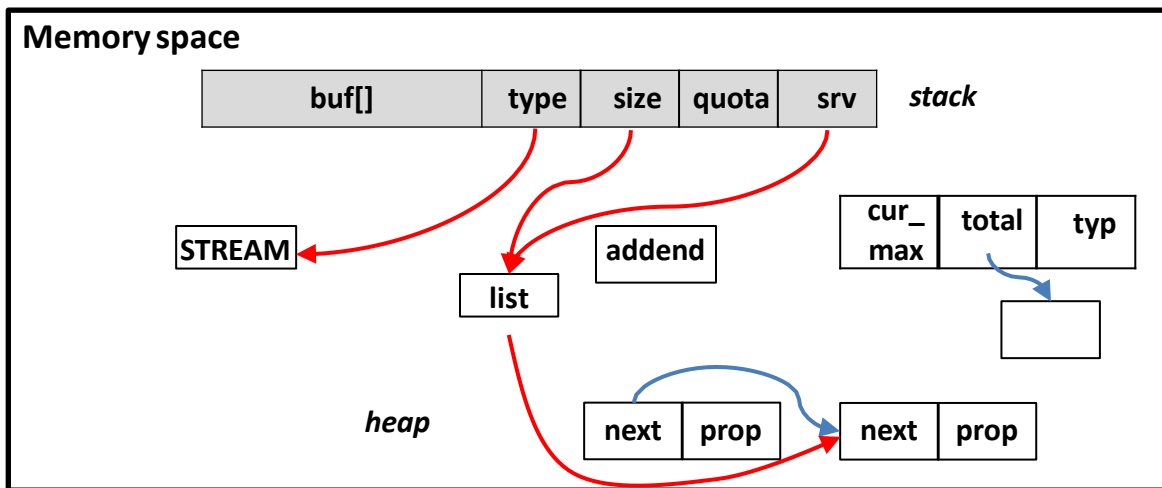 Memory space
buf[] type size quota srv stack
cur_
max
total typ
STREAM addend
list
heap next prop next prop